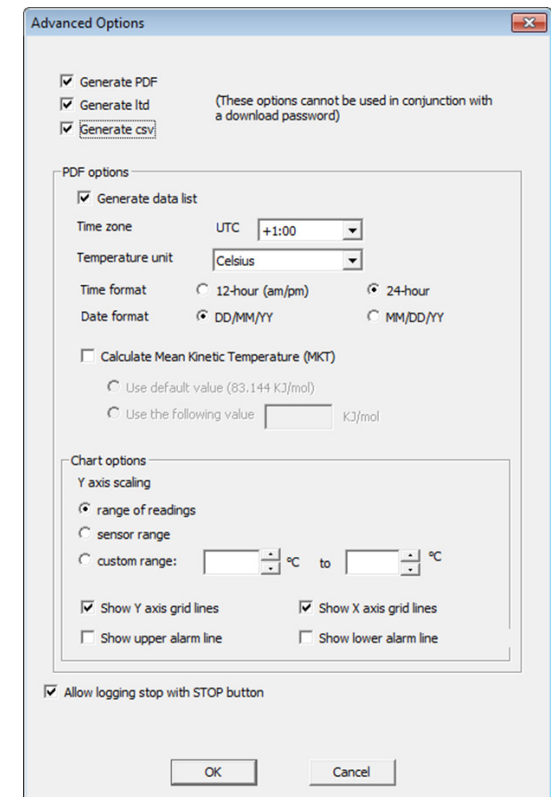 Advanced Options
Generate PDF
Generate ltd
(These options cannot be used in conjunction with
a download password)
Generate csv
PDF options
Generate data list
Time zone UTC +1:00
Temperature unit Celsius
Time format 12-hour (am/pm) 24-hour
Date format DD/MM/YY MM/DD/YY
Calculate Mean Kinetic Temperature (MKT)
Use default value (83.144 KJ/mol)
Use the following value KJ/mol
Chart options
Y axis scaling
range of readings
sensor range
custom range: ºC to ºC
Show Y axis grid lines Show X axis grid lines
Show upper alarm line Show lower alarm line
Allow logging stop with STOP button
OK Cancel